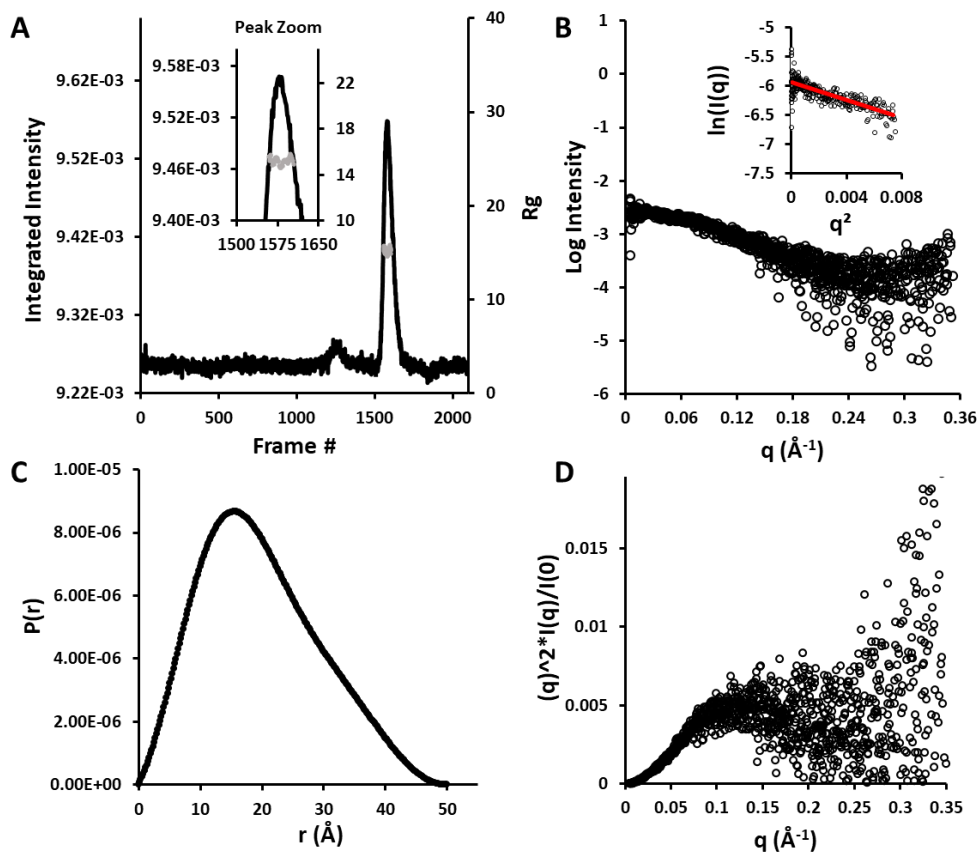 A
Integrated Intensity
9.62E-03
9.52E-03
9.42E-03
9.32E-03
9.22E-03
0 500 1000 1500 2000
Frame #
40
30
20
10
0
Rg
Peak Zoom
9.58E-03
9.52E-03
9.46E-03
9.40E-03
22
18
14
10
1500 1575 1650
B
Log Intensity
1
0
-1
-2
-3
-4
-5
-6
0 0.06 0.12 0.18 0.24 0.3 0.36
q (Å⁻¹)
ln(I(q))
-5
-5.5
-6
-6.5
-7
-7.5
0 0.004 0.008
q²
C
P(r)
1.00E-05
8.00E-06
6.00E-06
4.00E-06
2.00E-06
0.00E+00
0 10 20 30 40 50
r (Å)
D
(q)^2*I(q)/I(0)
0.015
0.01
0.005
0
0 0.05 0.1 0.15 0.2 0.25 0.3 0.35
q (Å⁻¹)